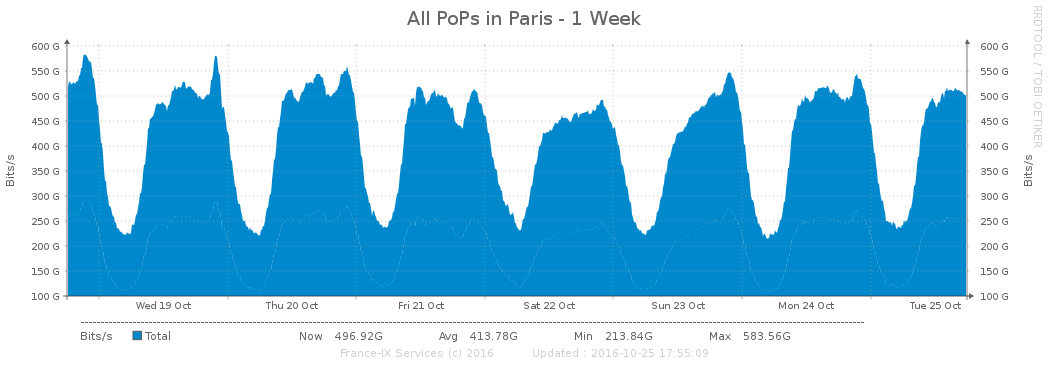 All PoPs in Paris - 1 Week
RRDTOOL / TOBI OETIKER
600 G 600 G
550 G 550 G
500 G 500 G
450 G 450 G
400 G 400 G
350 G 350 G
300 G 300 G
250 G 250 G
200 G 200 G
150 G 150 G
100 G 100 G
Bits/s
Bits/s
Wed 19 Oct Thu 20 Oct Fri 21 Oct Sat 22 Oct Sun 23 Oct Mon 24 Oct Tue 25 Oct
Bits/s Total Now 496.92G Avg 413.78G Min 213.84G Max 583.56G
France-IX Services (c) 2016 Updated : 2016-10-25 17:55:09